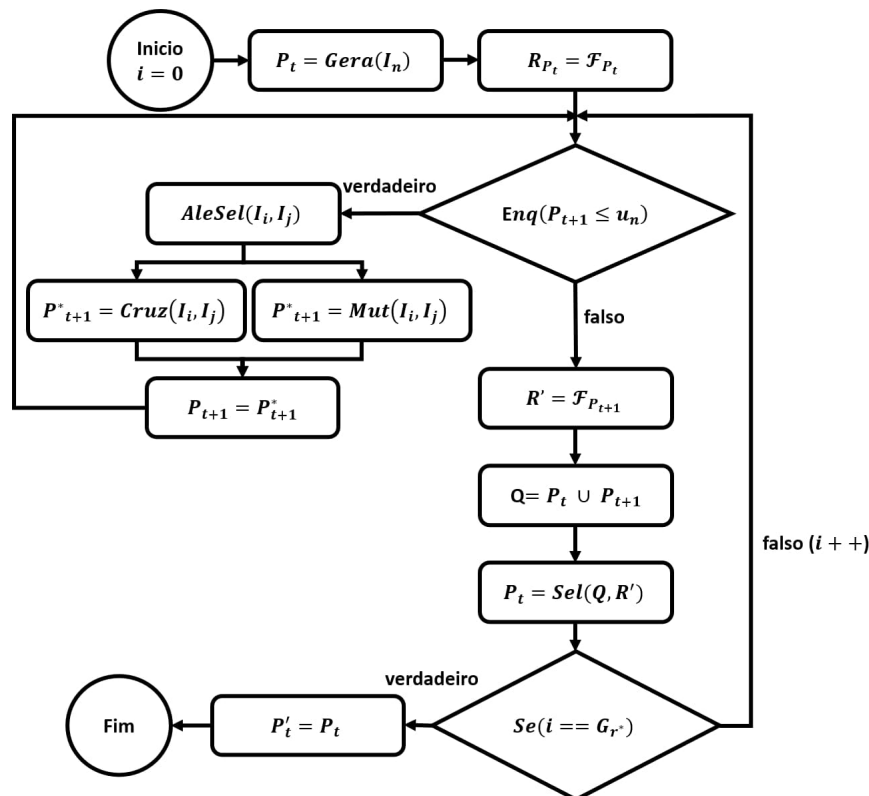 Inicio
i = 0
P_t = Gera(I_n)
R_{P_t} = ℱ_{P_t}
verdadeiro
AleSel(I_i, I_j)
Enq(P_{t+1} ≤ u_n)
P*_{t+1} = Cruz(I_i, I_j)
P*_{t+1} = Mut(I_i, I_j)
falso
P_{t+1} = P*_{t+1}
R' = ℱ_{P_{t+1}}
Q= P_t ∪ P_{t+1}
falso (i + +)
P_t = Sel(Q, R′)
verdadeiro
Fim
P′_t = P_t
Se(i == G_{r*})